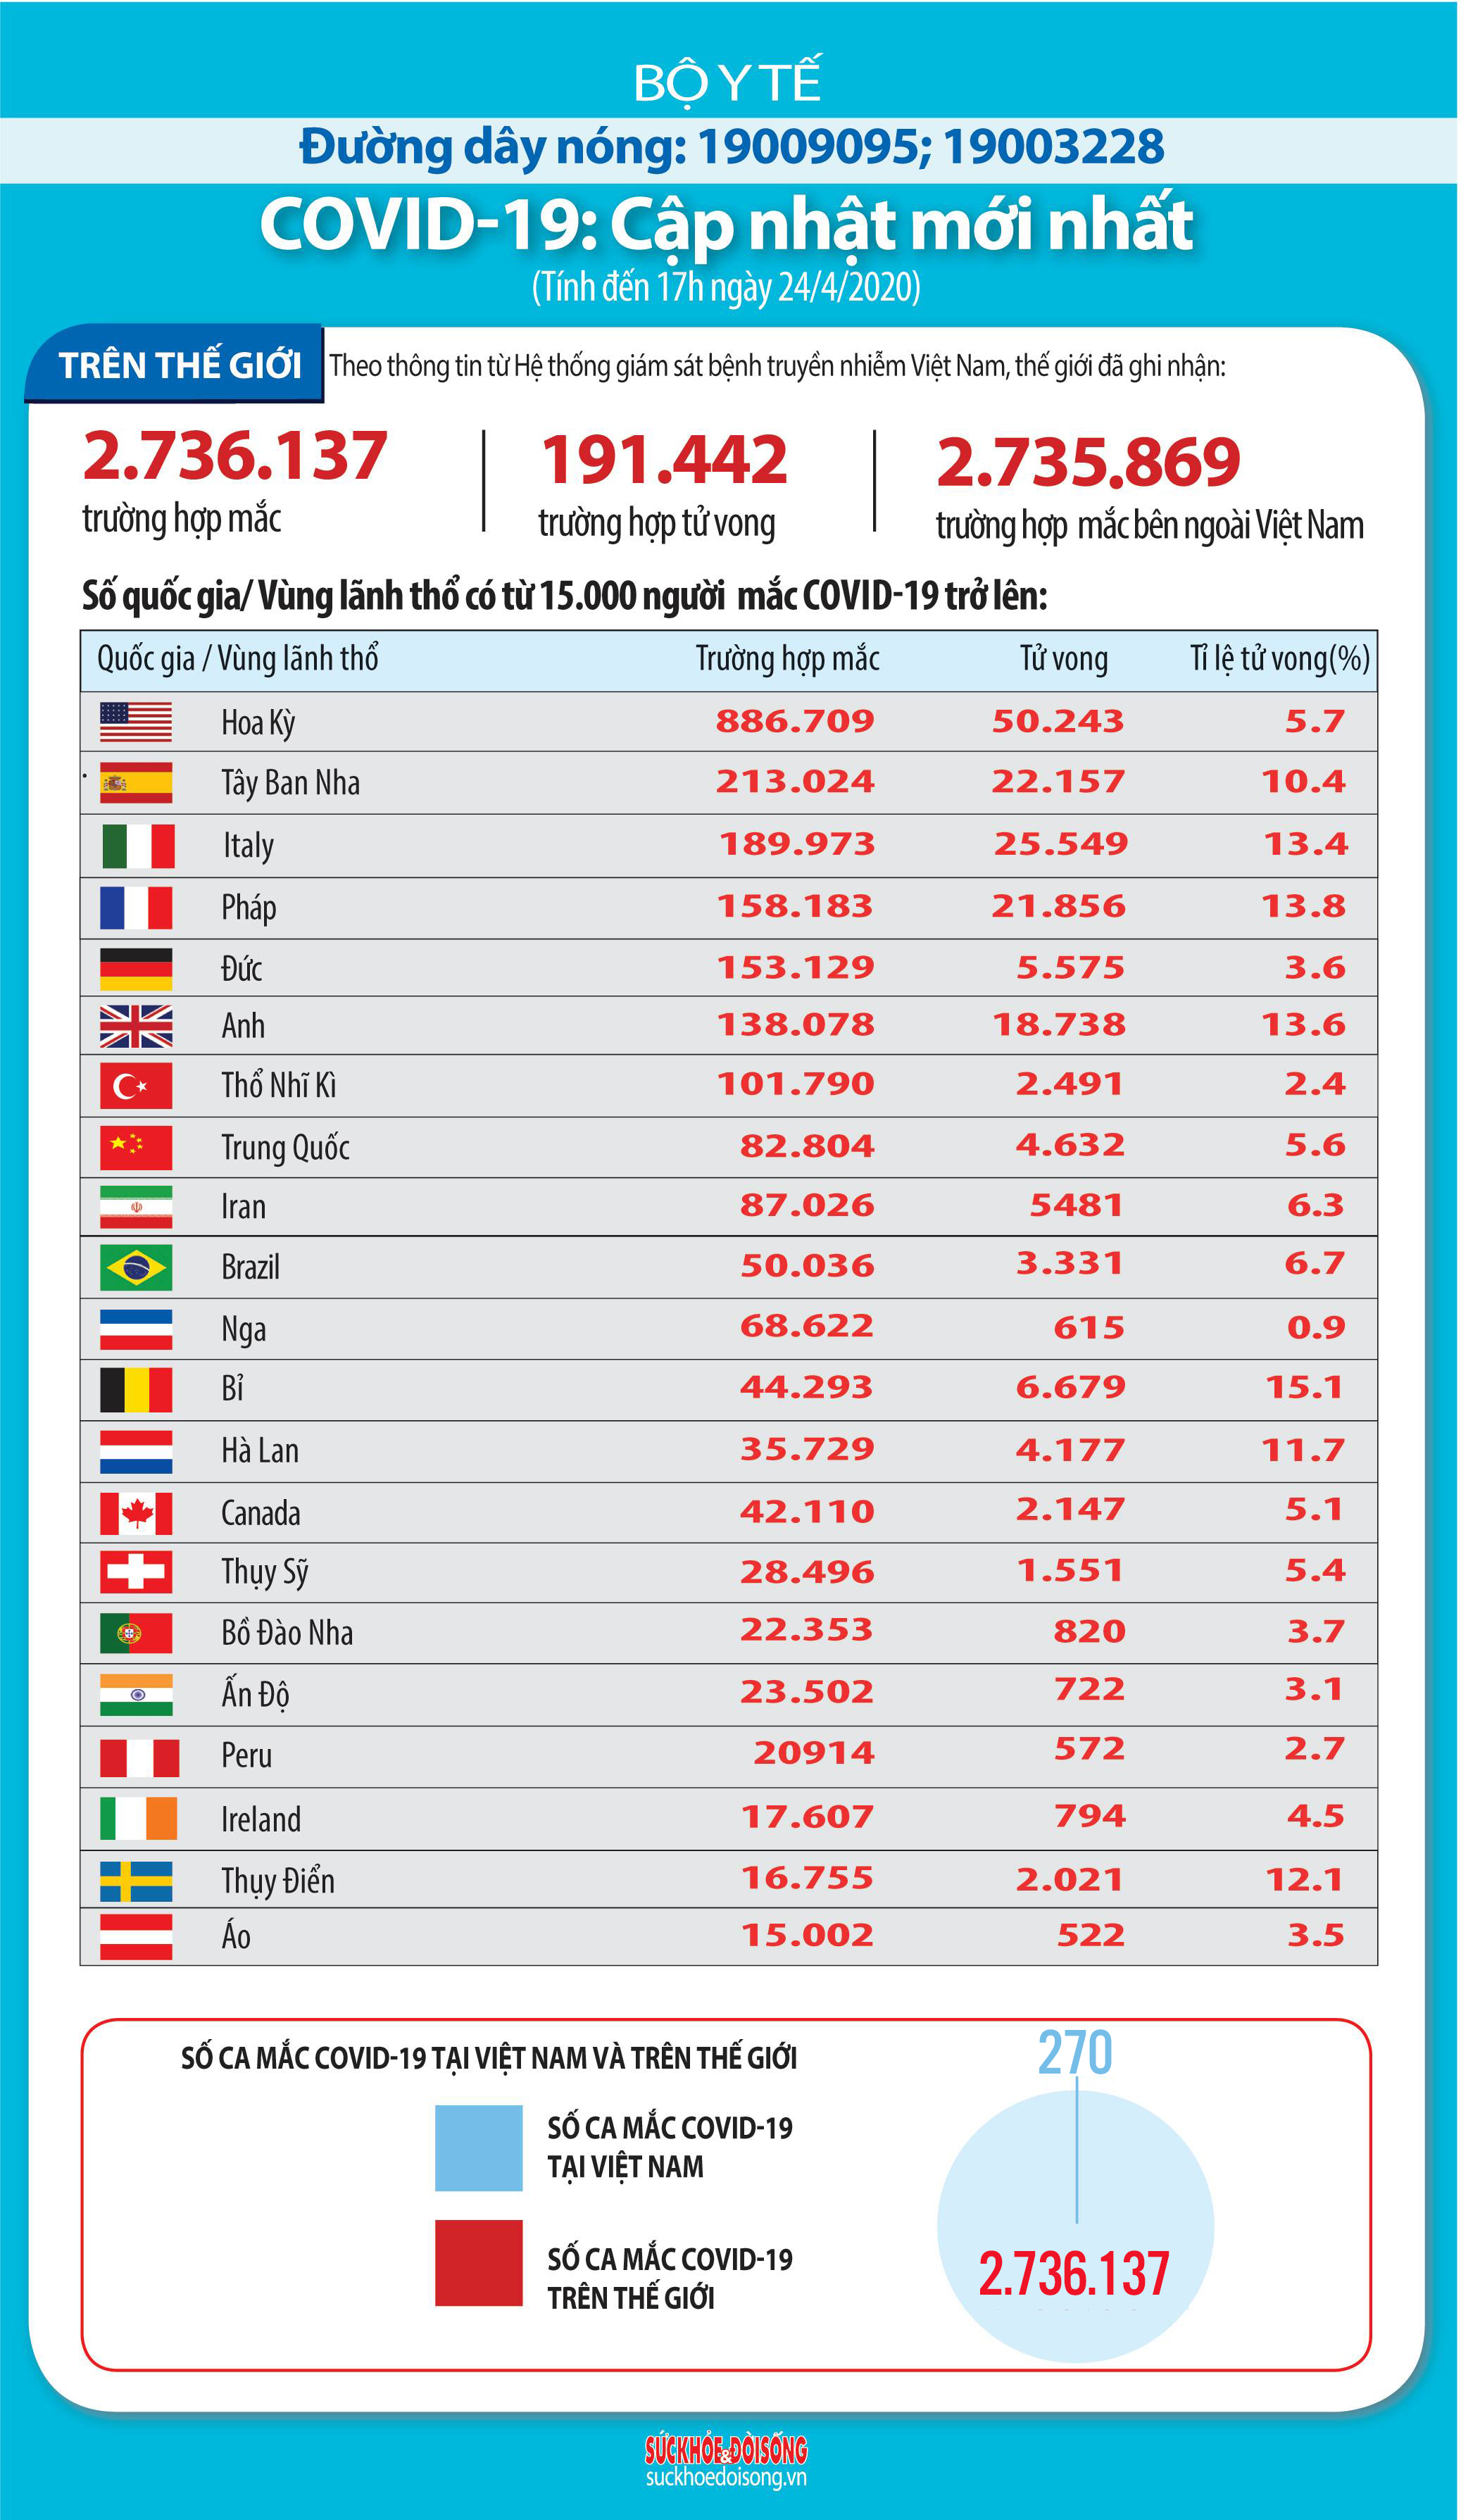 BỘ Y TẾ
Đường dây nóng: 19009095; 19003228
COVID-19: Cập nhật mới nhất
(Tính đến 17h ngày 24/4/2020)
TRÊN THẾ GIỚI Theo thông tin từ Hệ thống giám sát bệnh truyền nhiễm Việt Nam, thế giới đã ghi nhận:
2.736.137 191.442 2.735.869
trường hợp mắc trường hợp tử vong trường hợp mắc bên ngoài Việt Nam
Số quốc gia/ Vùng lãnh thổ có từ 15.000 người mắc COVID-19 trở lên:
Quốc gia / Vùng lãnh thổ Trường hợp mắc Tử vong Tỉ lệ tử vong(%)
Hoa Kỳ 886.709 50.243 5.7
Tây Ban Nha 213.024 22.157 10.4
Italy 189.973 25.549 13.4
Pháp 158.183 21.856 13.8
Đức 153.129 5.575 3.6
Anh 138.078 18.738 13.6
Thổ Nhĩ Kì 101.790 2.491 2.4
Trung Quốc 82.804 4.632 5.6
Iran 87.026 5481 6.3
Brazil 50.036 3.331 6.7
Nga 68.622 615 0.9
Bỉ 44.293 6.679 15.1
Hà Lan 35.729 4.177 11.7
Canada 42.110 2.147 5.1
Thụy Sỹ 28.496 1.551 5.4
Bồ Đào Nha 22.353 820 3.7
Ấn Độ 23.502 722 3.1
Peru 20914 572 2.7
Ireland 17.607 794 4.5
Thụy Điển 16.755 2.021 12.1
Áo 15.002 522 3.5
SỐ CA MẮC COVID-19 TẠI VIỆT NAM VÀ TRÊN THẾ GIỚI
270
SỐ CA MẮC COVID-19
TẠI VIỆT NAM
SỐ CA MẮC COVID-19
TRÊN THẾ GIỚI
2.736.137
SỨC KHỎE & ĐỜI SỐNG
suckhoedoisong.vn